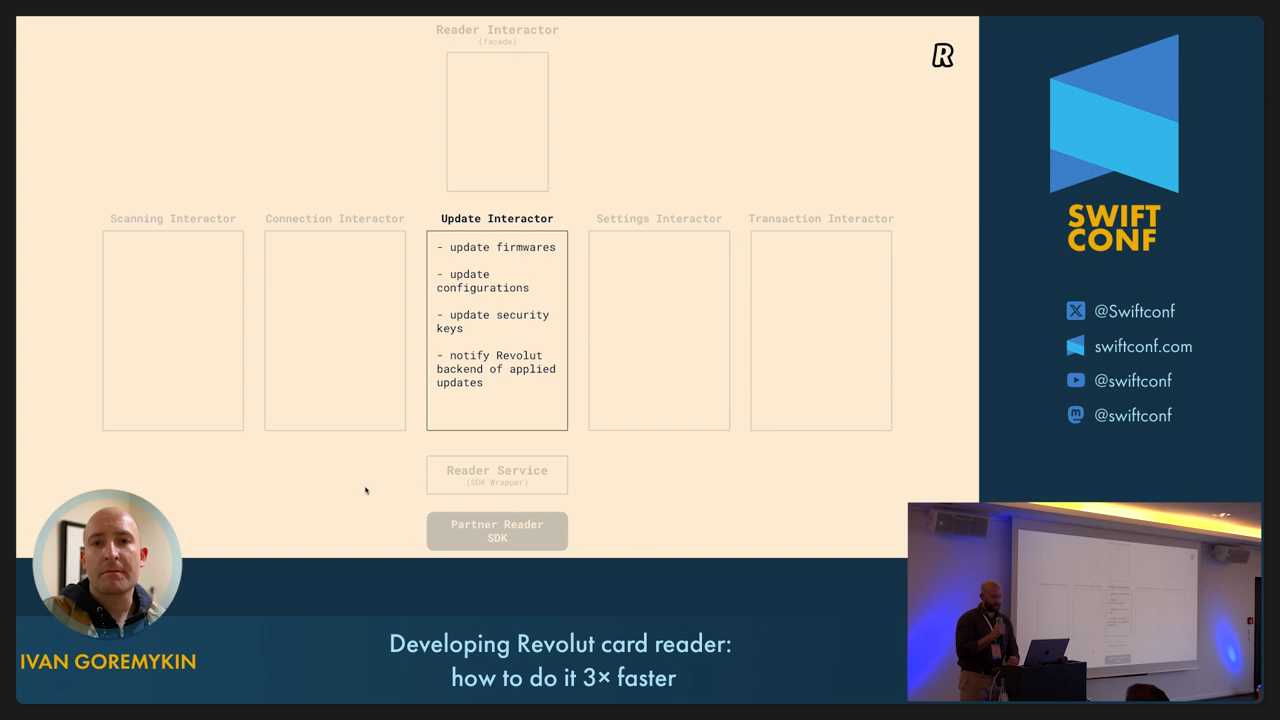 Reader Interactor
(facade)
R
Scanning Interactor
Connection Interactor
Update Interactor
Settings Interactor
Transaction Interactor
- update firmwares
- update
configurations
- update security
keys
- notify Revolut
backend of applied
updates
Reader Service
(SDK Wrapper)
Partner Reader
SDK
SWIFT
CONF
@Swiftconf
swiftconf.com
@swiftconf
@swiftconf
IVAN GOREMYKIN
Developing Revolut card reader:
how to do it 3× faster